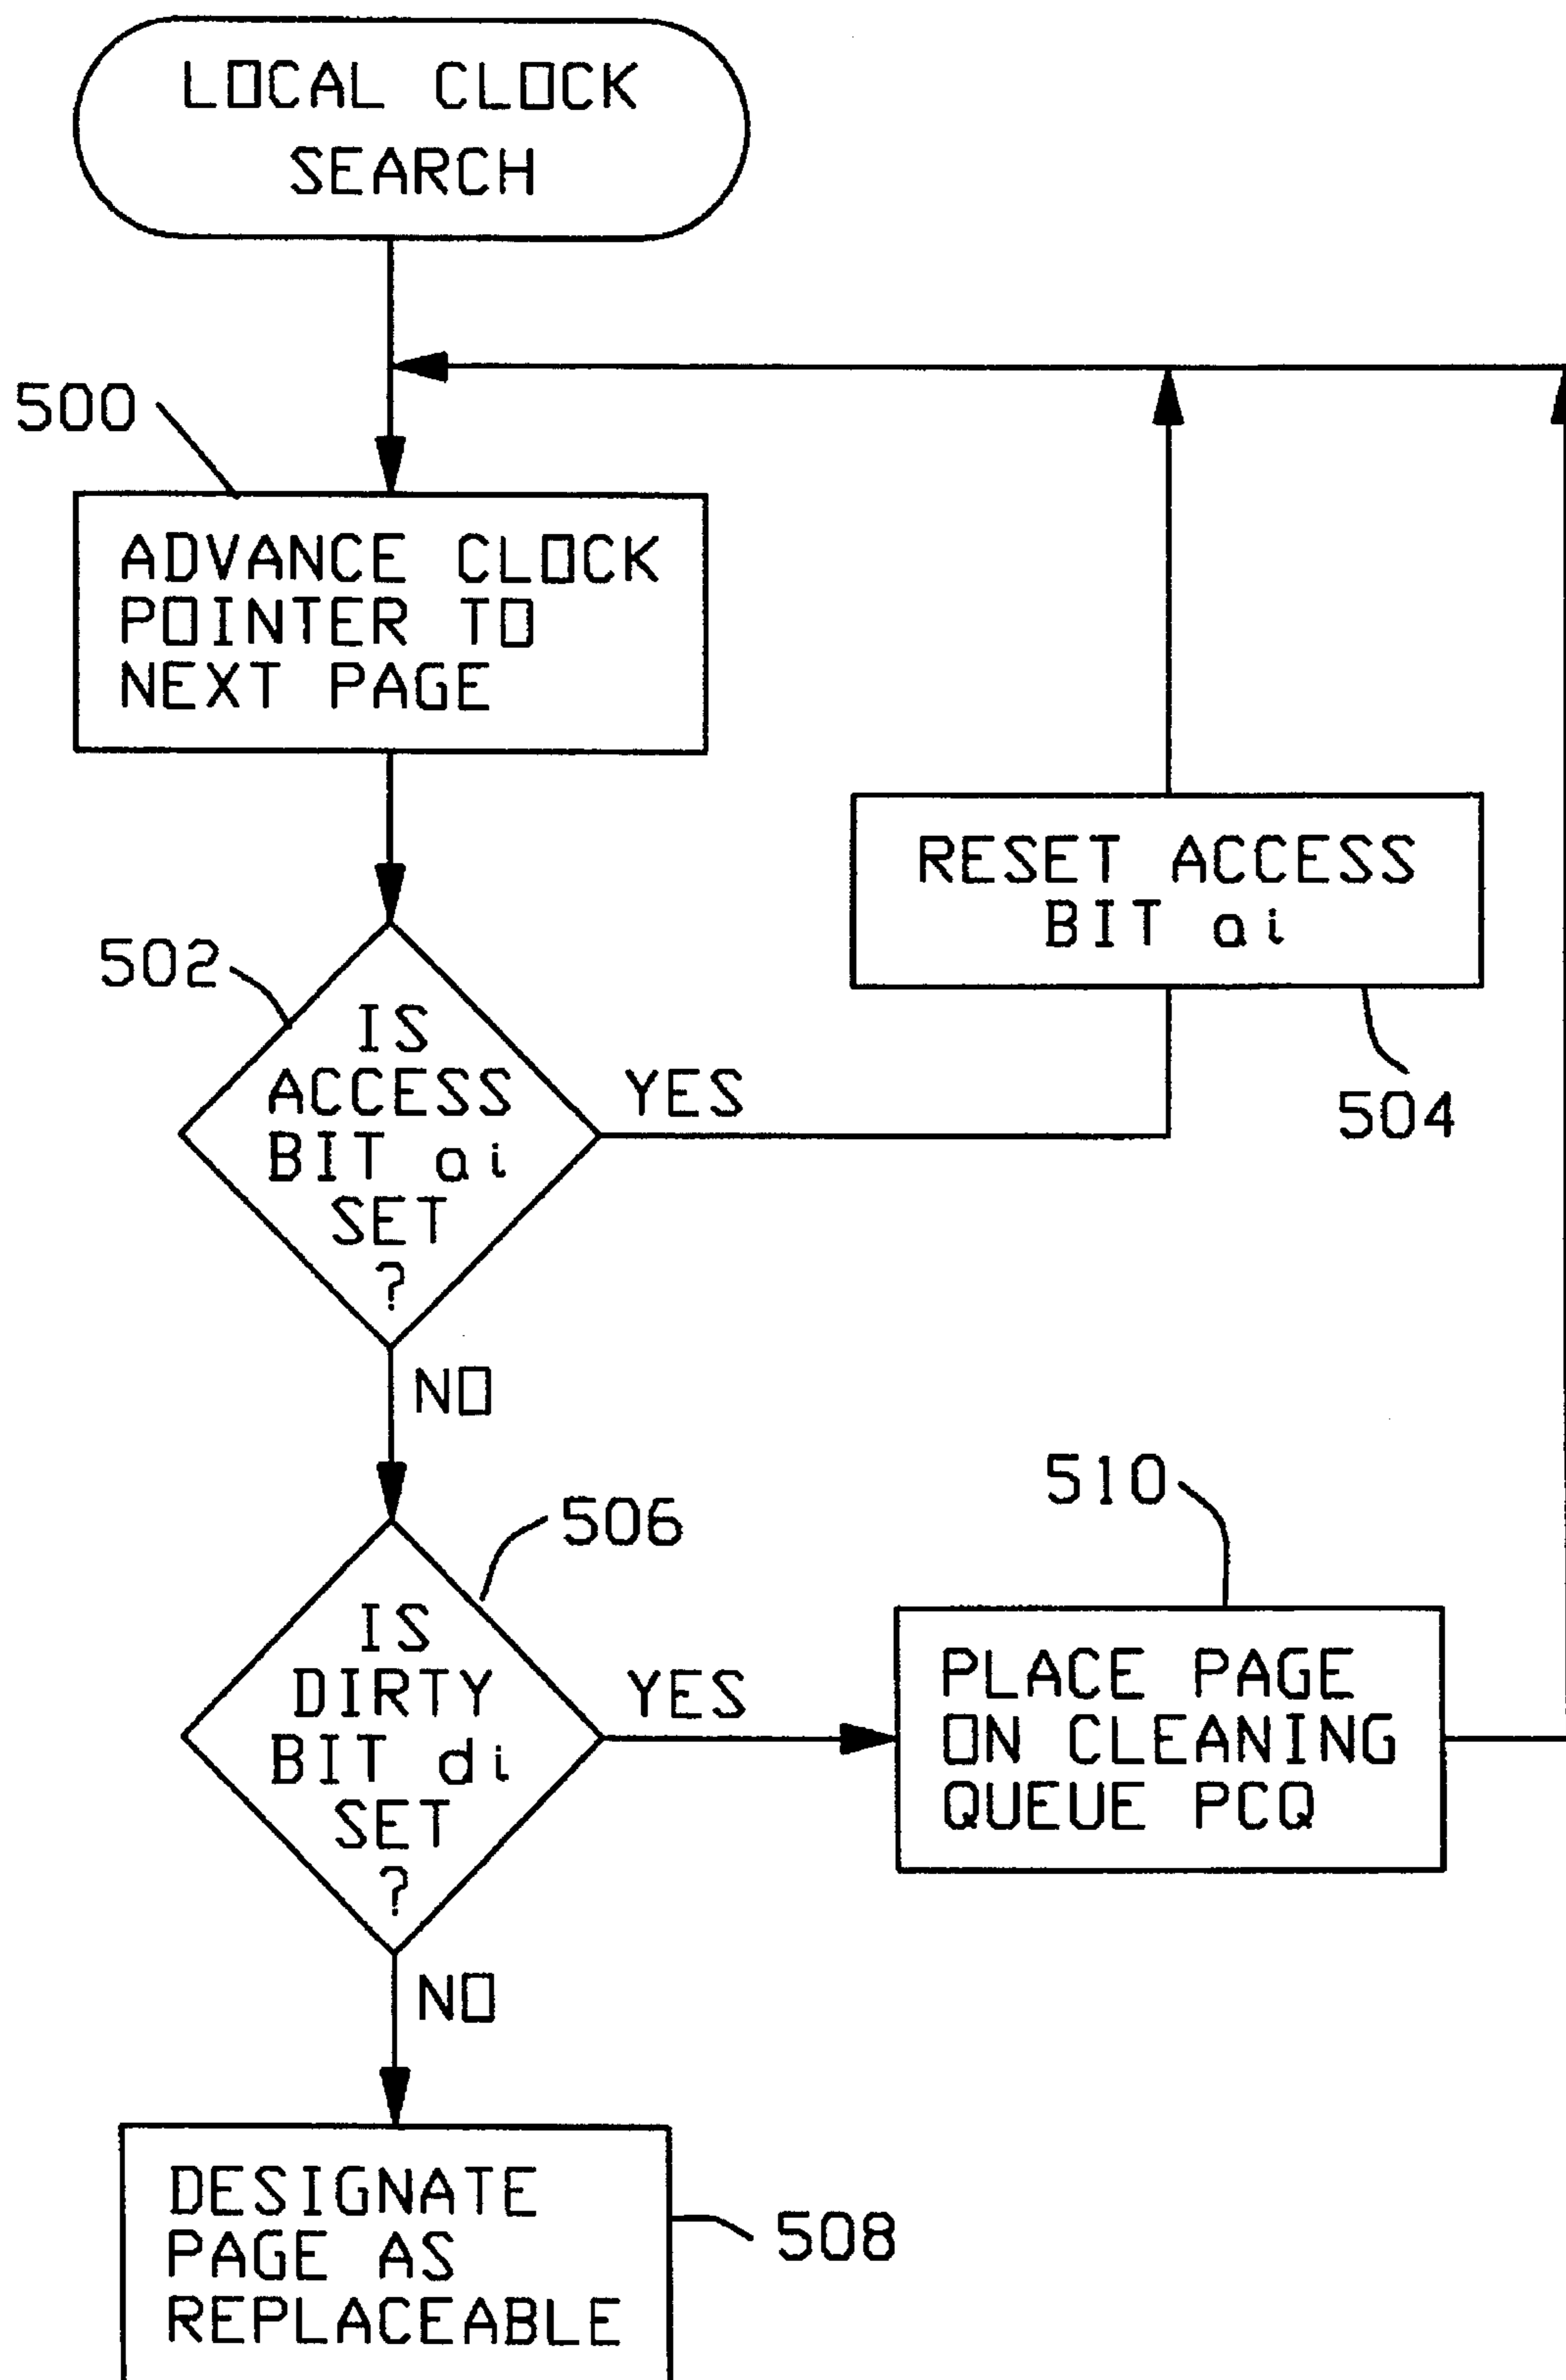 LOCAL CLOCK
SEARCH
500
ADVANCE CLOCK
POINTER TO
NEXT PAGE
RESET ACCESS
BIT ai
504
502
IS
ACCESS
BIT ai
SET
?
YES
NO
506
IS
DIRTY
BIT di
SET
?
YES
510
PLACE PAGE
ON CLEANING
QUEUE PCQ
NO
DESIGNATE
PAGE AS
REPLACEABLE
508